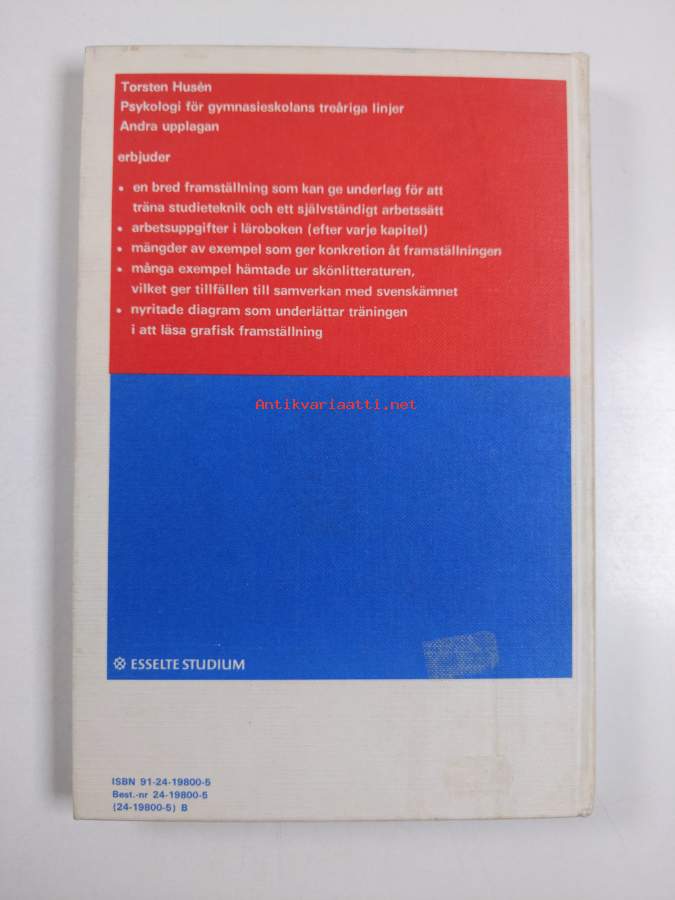 Torsten Husén
Psykologi för gymnasieskolans treåriga linjer
Andra upplagan
erbjuder
• en bred framställning som kan ge underlag för att
träna studieteknik och ett självständigt arbetssätt
• arbetsuppgifter i läroboken (efter varje kapitel)
• mängder av exempel som ger konkretion åt framställningen
• många exempel hämtade ur skönlitteraturen,
vilket ger tillfällen till samverkan med svenskämnet
• nyritade diagram som underlättar träningen
i att läsa grafisk framställning
Antikvariaatti.net
ESSELTE STUDIUM
ISBN 91-24-19800-5
Best.-nr 24-19800-5
(24-19800-5) B